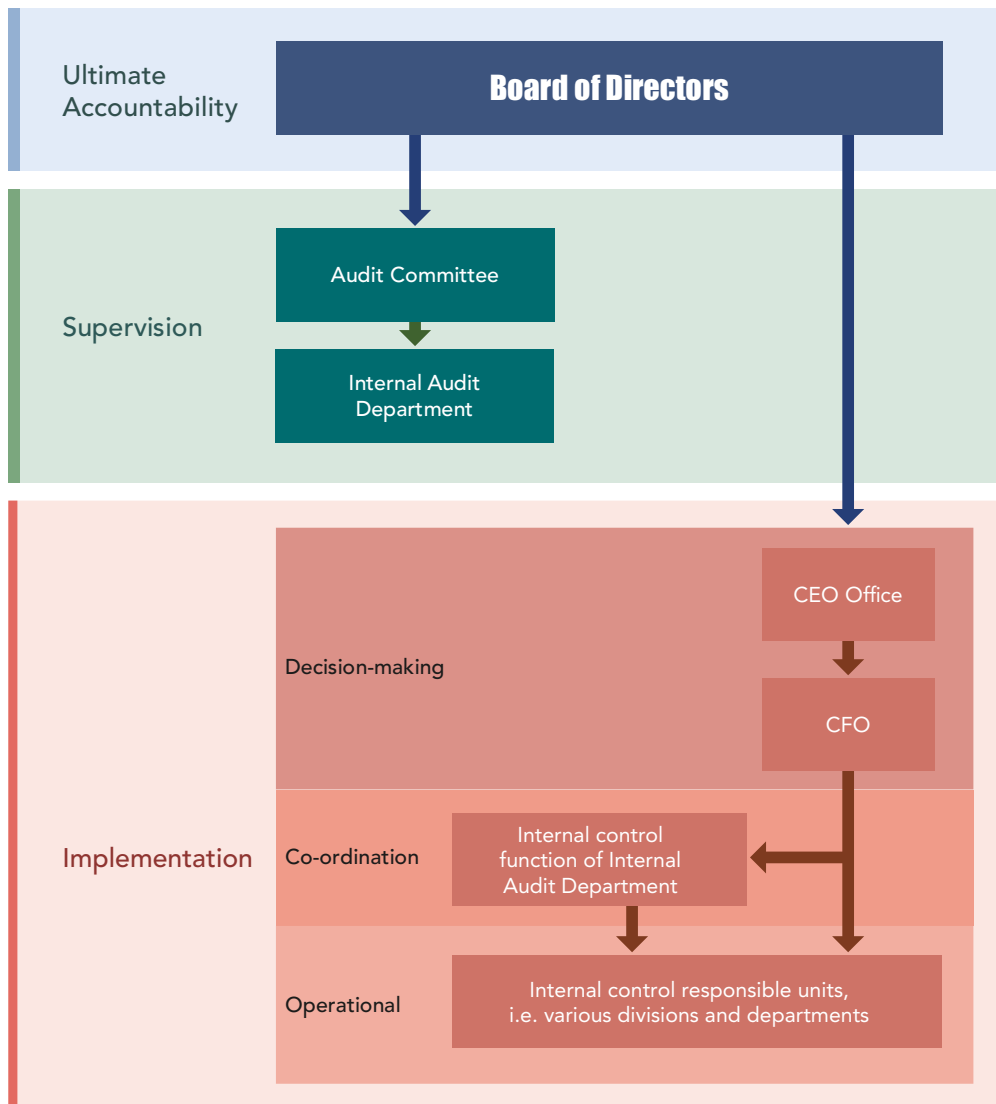 Ultimate
Accountability
Board of Directors
Supervision
Audit Committee
Internal Audit
Department
Implementation
Decision-making
CEO Office
CFO
Co-ordination
Internal control
function of Internal
Audit Department
Operational
Internal control responsible units,
i.e. various divisions and departments